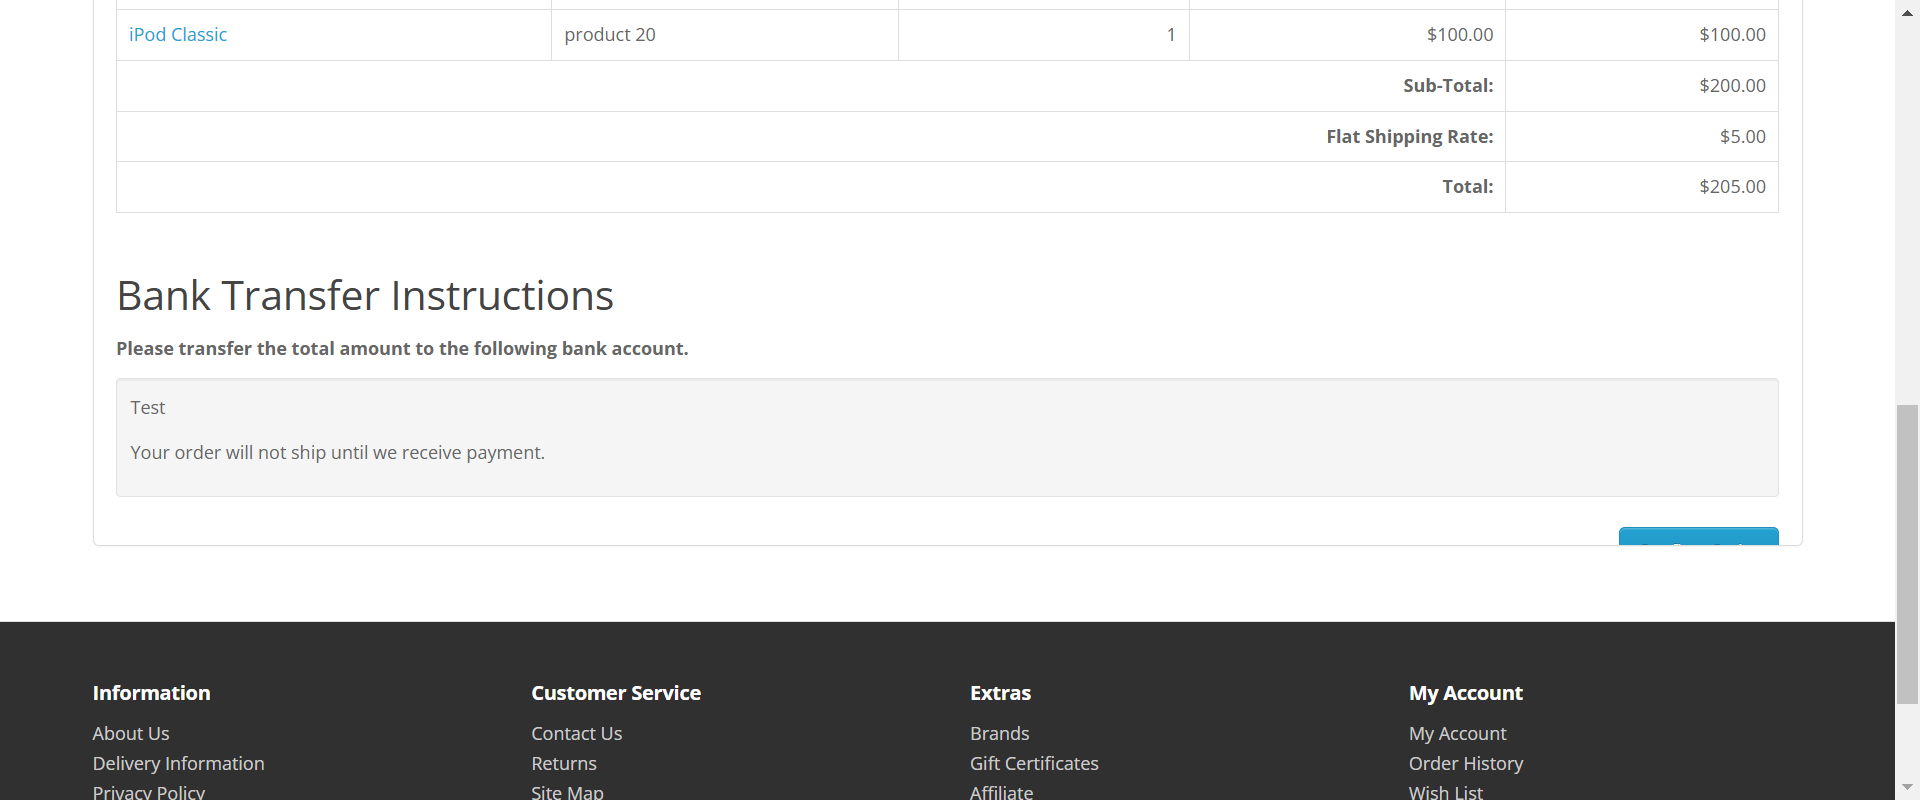 iPod Classic product 20 1 $100.00 $100.00
Sub-Total: $200.00
Flat Shipping Rate: $5.00
Total: $205.00
Bank Transfer Instructions
Please transfer the total amount to the following bank account.
Test
Your order will not ship until we receive payment.
Information
About Us
Delivery Information
Privacy Policy
Customer Service
Contact Us
Returns
Site Map
Extras
Brands
Gift Certificates
Affiliate
My Account
My Account
Order History
Wish List